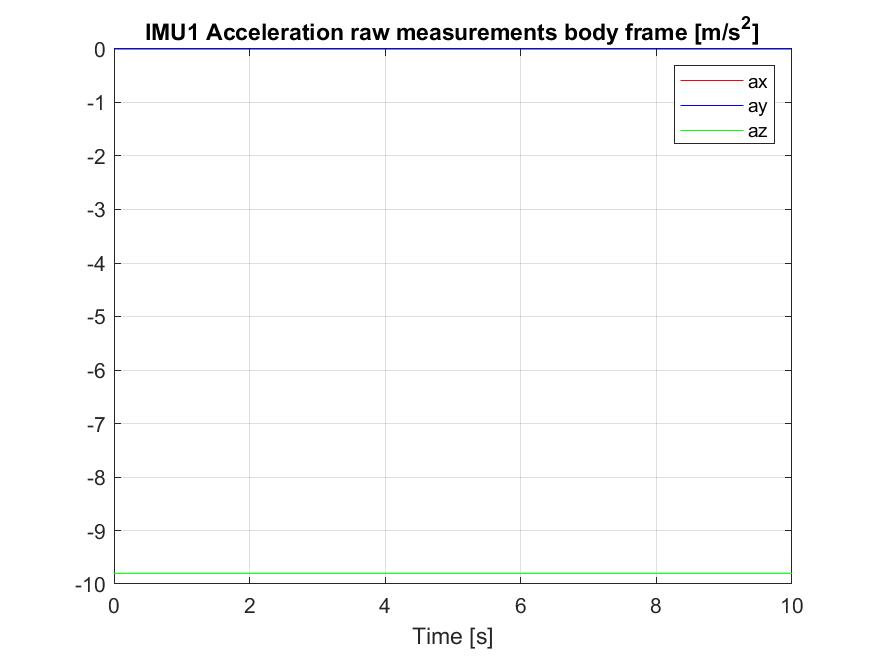 IMU1 Acceleration raw measurements body frame [m/s²]
0
-1
-2
-3
-4
-5
-6
-7
-8
-9
-10
ax
ay
az
0 2 4 6 8 10
Time [s]